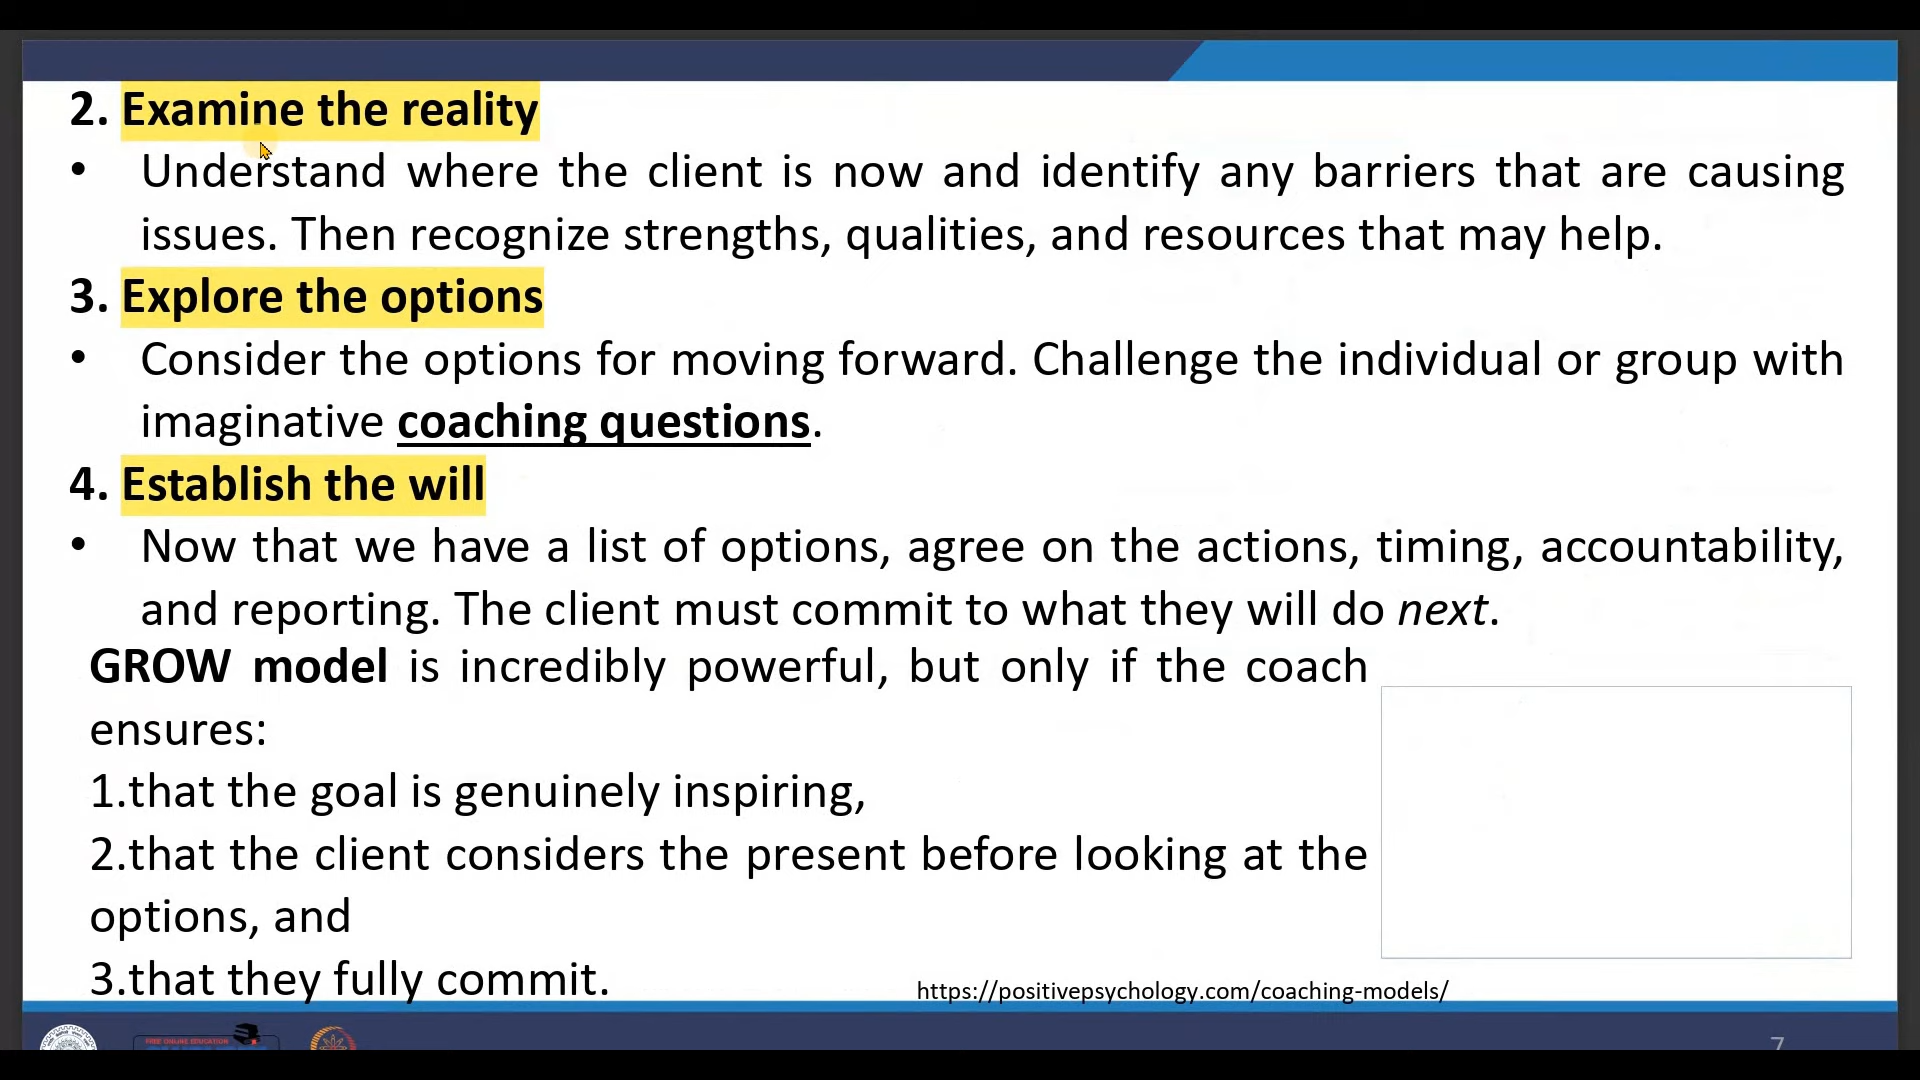 2. Examine the reality
• Understand where the client is now and identify any barriers that are causing
issues. Then recognize strengths, qualities, and resources that may help.
3. Explore the options
• Consider the options for moving forward. Challenge the individual or group with
imaginative coaching questions.
4. Establish the will
• Now that we have a list of options, agree on the actions, timing, accountability,
and reporting. The client must commit to what they will do next.
GROW model is incredibly powerful, but only if the coach
ensures:
1.that the goal is genuinely inspiring,
2.that the client considers the present before looking at the
options, and
3.that they fully commit.
https://positivepsychology.com/coaching-models/
FREE ONLINE EDUCATION
7